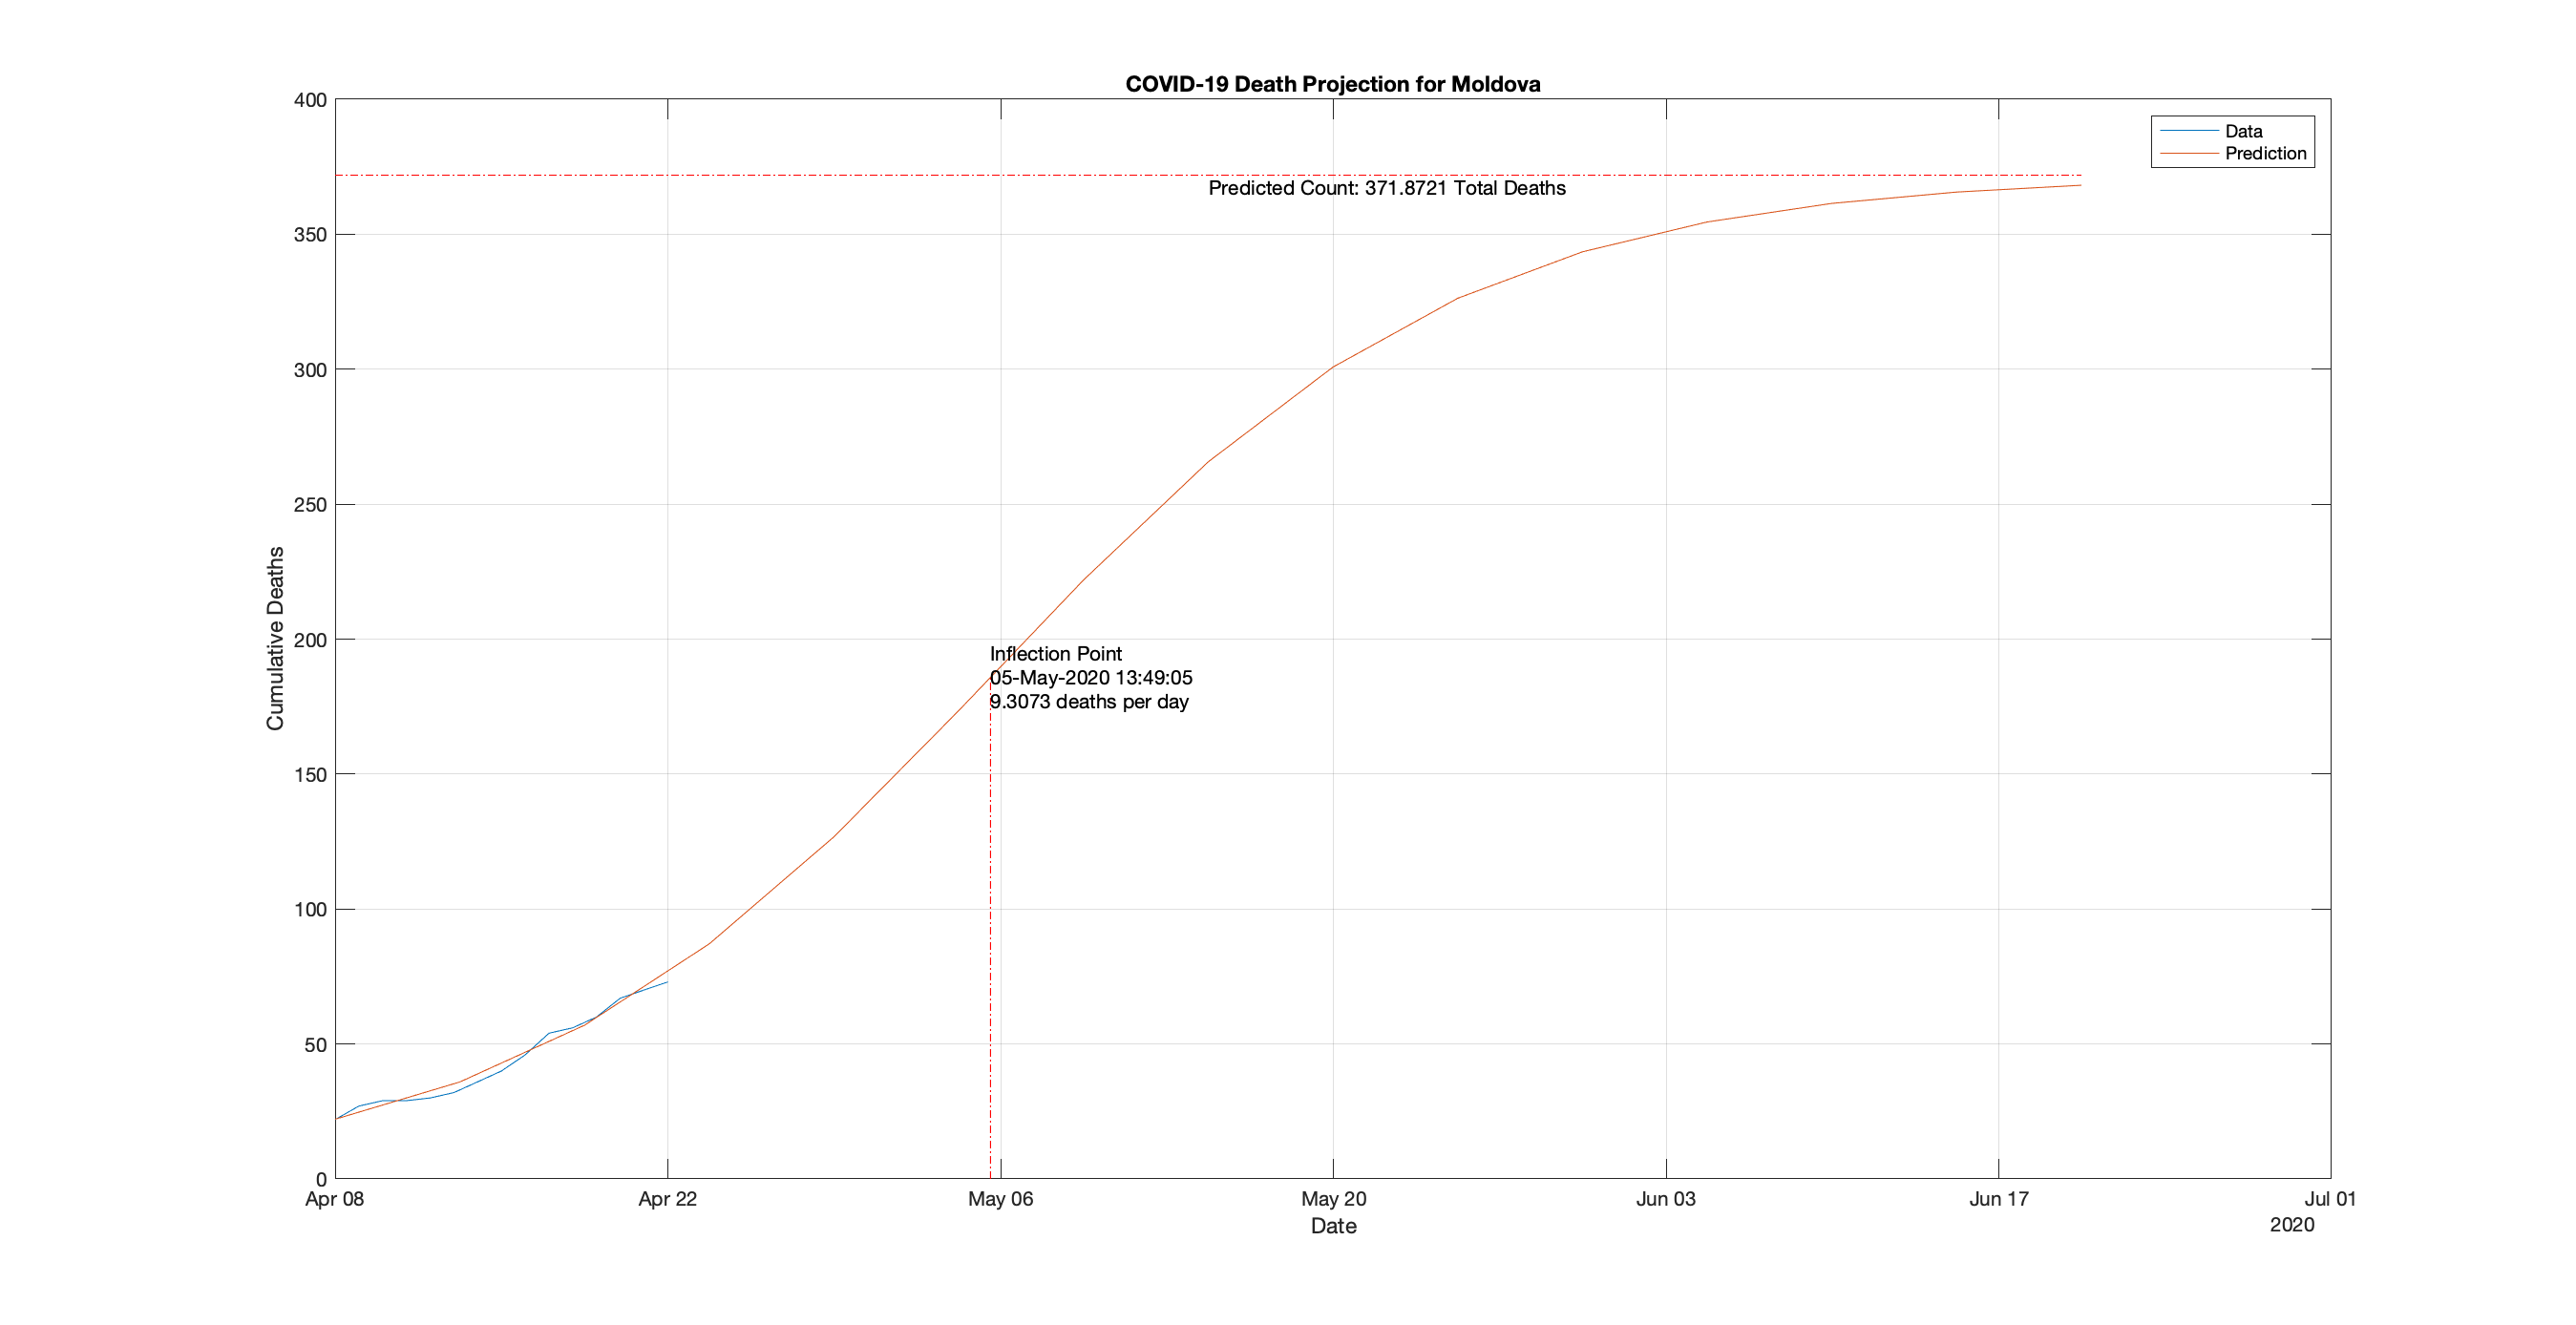 COVID-19 Death Projection for Moldova
400
350
300
250
200
150
100
50
0
Cumulative Deaths
Data
Prediction
Predicted Count: 371.8721 Total Deaths
Inflection Point
05-May-2020 13:49:05
9.3073 deaths per day
Apr 08
Apr 22
May 06
May 20
Jun 03
Jun 17
Jul 01
Date
2020